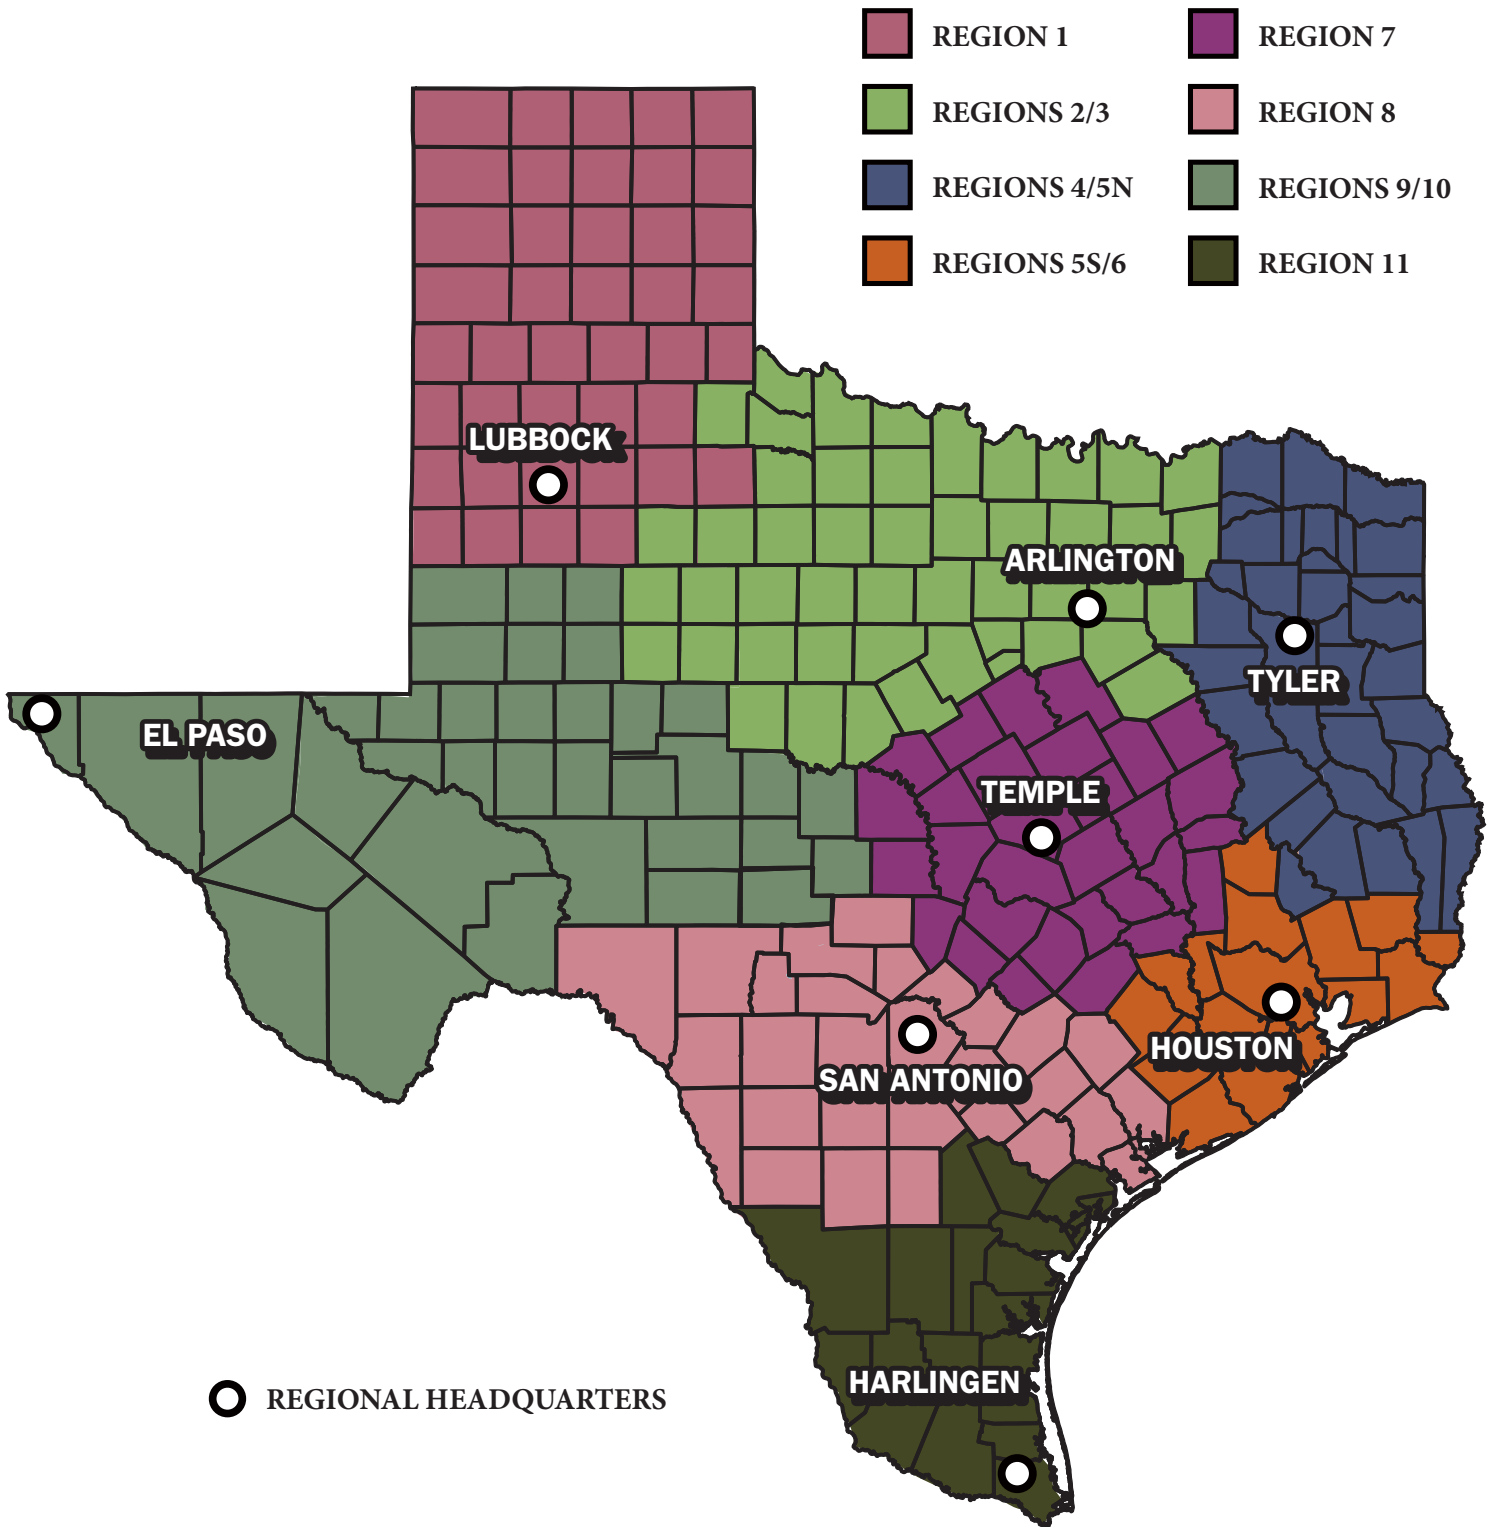 REGION 1
REGION 7
REGIONS 2/3
REGION 8
REGIONS 4/5N
REGIONS 9/10
REGIONS 5S/6
REGION 11
LUBBOCK
ARLINGTON
TYLER
EL PASO
TEMPLE
HOUSTON
SAN ANTONIO
HARLINGEN
REGIONAL HEADQUARTERS